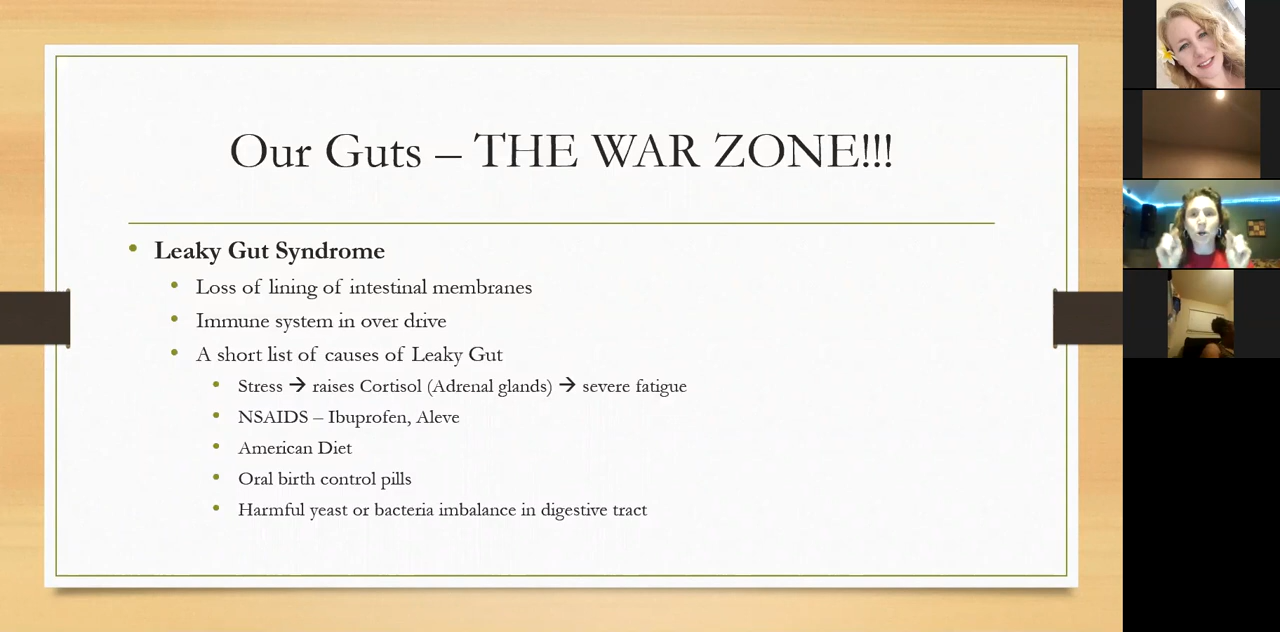 Our Guts – THE WAR ZONE!!!
• Leaky Gut Syndrome
• Loss of lining of intestinal membranes
• Immune system in over drive
• A short list of causes of Leaky Gut
• Stress → raises Cortisol (Adrenal glands) → severe fatigue
• NSAIDS – Ibuprofen, Aleve
• American Diet
• Oral birth control pills
• Harmful yeast or bacteria imbalance in digestive tract